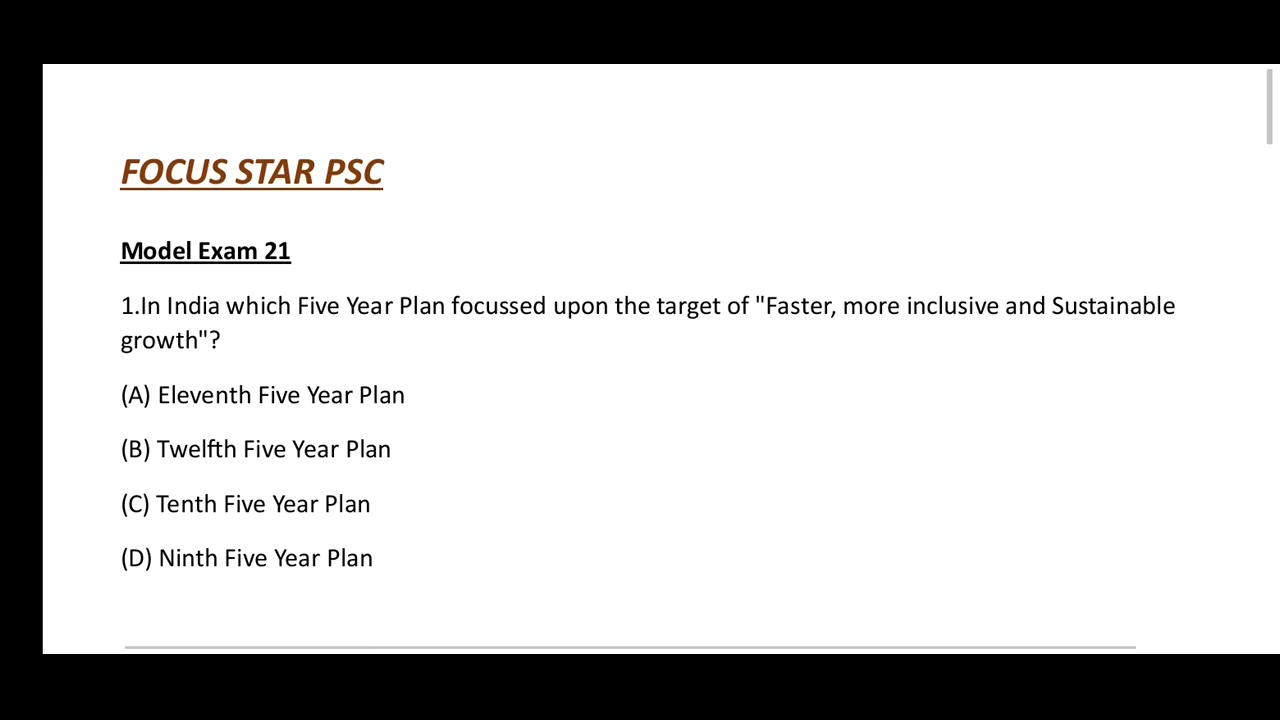 FOCUS STAR PSC
Model Exam 21
1.In India which Five Year Plan focussed upon the target of "Faster, more inclusive and Sustainable
growth"?
(A) Eleventh Five Year Plan
(B) Twelfth Five Year Plan
(C) Tenth Five Year Plan
(D) Ninth Five Year Plan